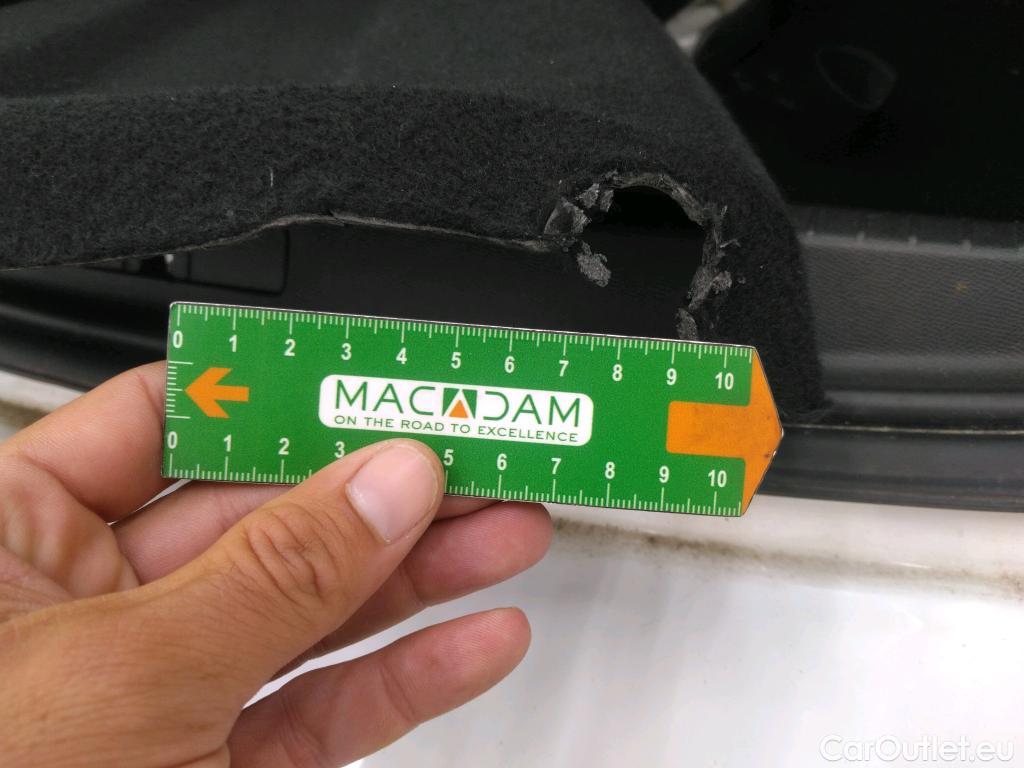 0 1 2 3 4 5 6 7 8 9 10
MACADAM
ON THE ROAD TO EXCELLENCE
0 1 2 3 5 6 7 8 9 10
CarOutlet.eu